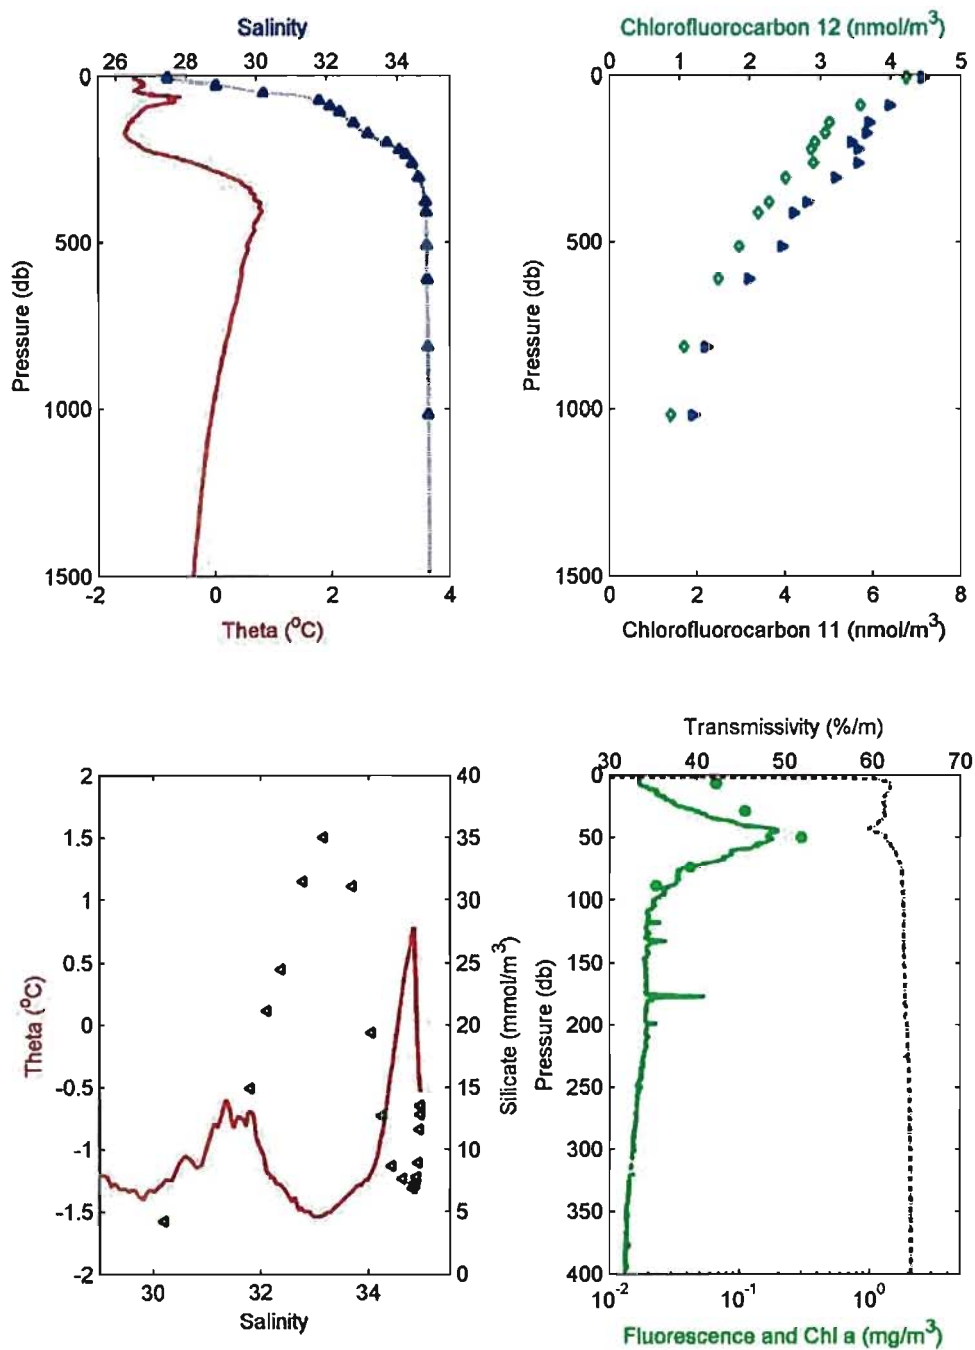 Salinity
26 28 30 32 34
0
500
1000
1500
Pressure (db)
-2 0 2 4
Theta (°C)
Chlorofluorocarbon 12 (nmol/m³)
0 1 2 3 4 5
0
500
1000
1500
Pressure (db)
0 2 4 6 8
Chlorofluorocarbon 11 (nmol/m³)
2
1.5
1
0.5
0
-0.5
-1
-1.5
-2
Theta (°C)
40
35
30
25
20
15
10
5
0
Silicate (mmol/m³)
30 32 34
Salinity
Transmissivity (%/m)
30 40 50 60 70
0
50
100
150
200
250
300
350
400
Pressure (db)
10⁻² 10⁻¹ 10⁰
Fluorescence and Chl a (mg/m³)